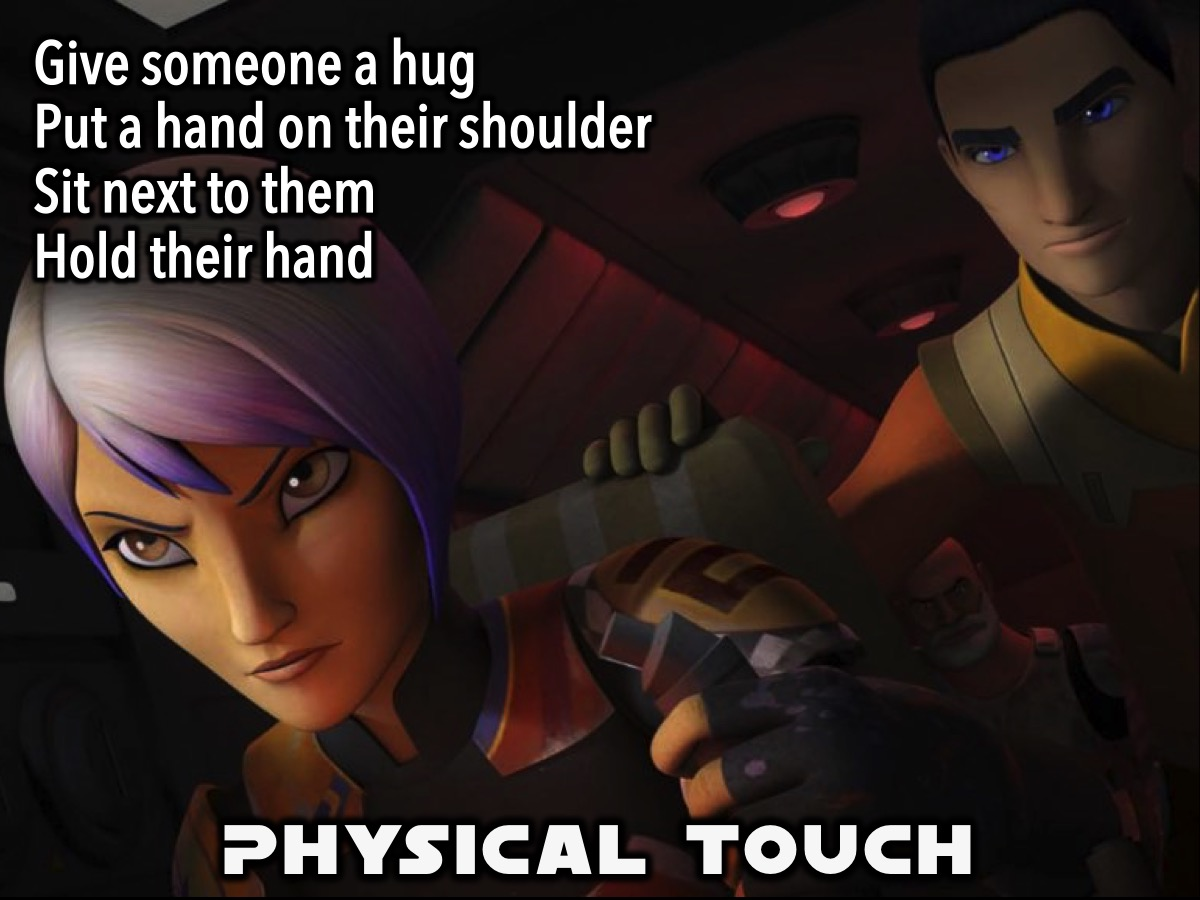 Give someone a hug
Put a hand on their shoulder
Sit next to them
Hold their hand
PHYSICAL TOUCH